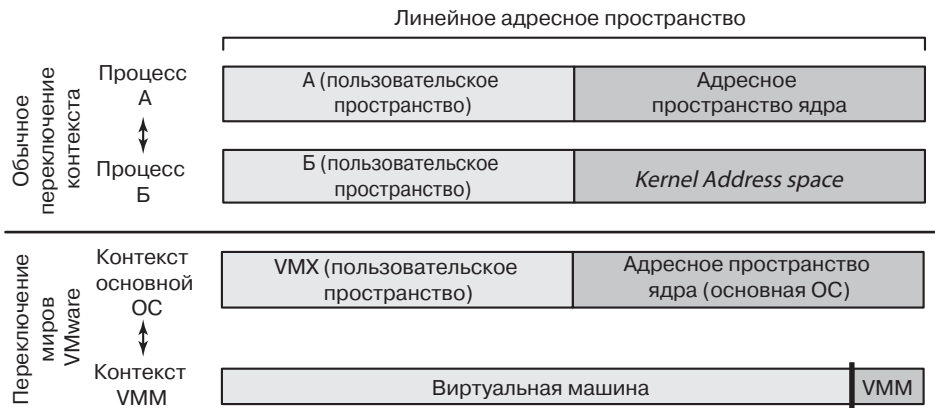 Линейное адресное пространство
Обычное
переключение
контекста
Процесс
А
А (пользовательское
пространство)
Адресное
пространство ядра
Процесс
Б
Б (пользовательское
пространство)
Kernel Address space
Переключение
миров
VMware
Контекст
основной
ОС
VMX (пользовательское
пространство)
Адресное пространство
ядра (основная ОС)
Контекст
VMM
Виртуальная машина
VMM